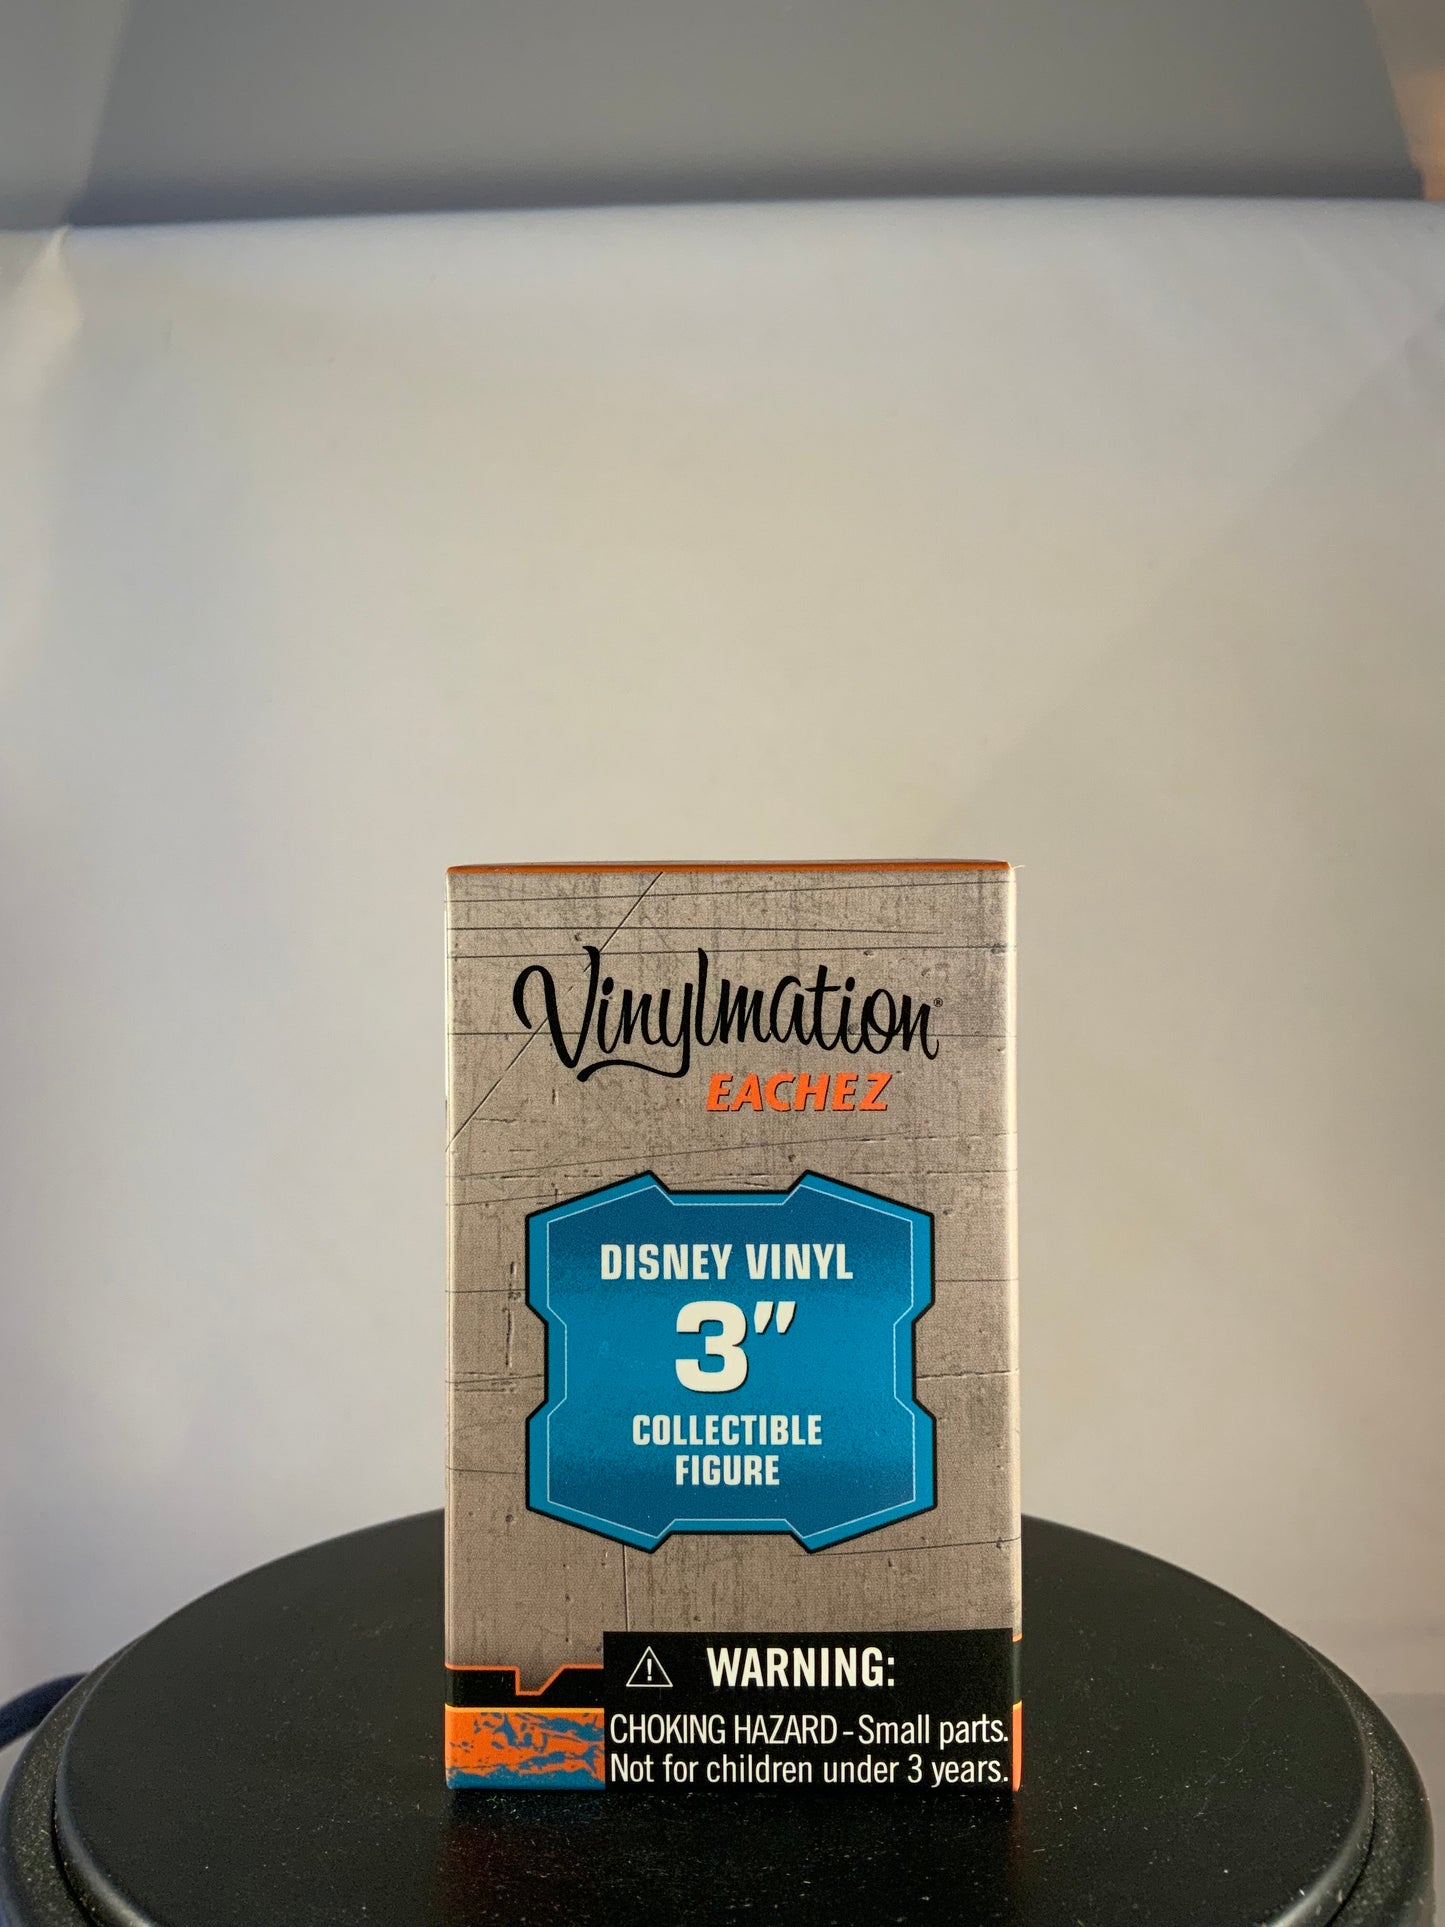 Vinylmation®
EACHEZ
DISNEY VINYL
3"
COLLECTIBLE
FIGURE
WARNING:
CHOKING HAZARD - Small parts.
Not for children under 3 years.